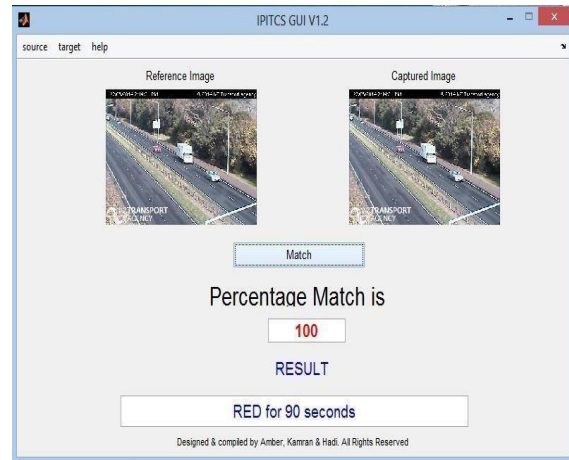 IPITCS GUI V1.2
source target help
Reference Image
Captured Image
TRANSPORT
TRANSPORT
AGENCY
Match
Percentage Match is
100
RESULT
RED for 90 seconds
Designed & compiled by Amber, Kamran & Hadi. All Rights Reserved